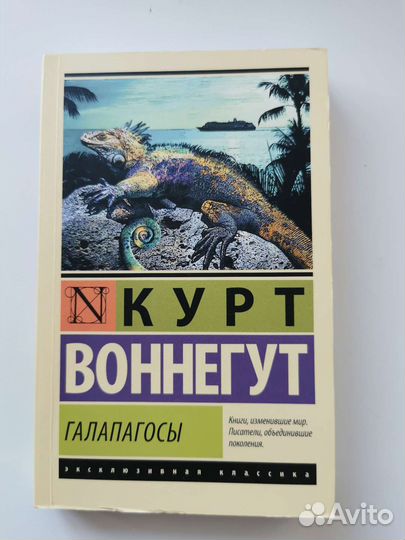 N КУРТ
ВОННЕГУТ
ГАЛАПАГОСЫ
Книги, изменившие мир.
Писатели, объединившие
поколения.
эксклюзивная классика
Avito